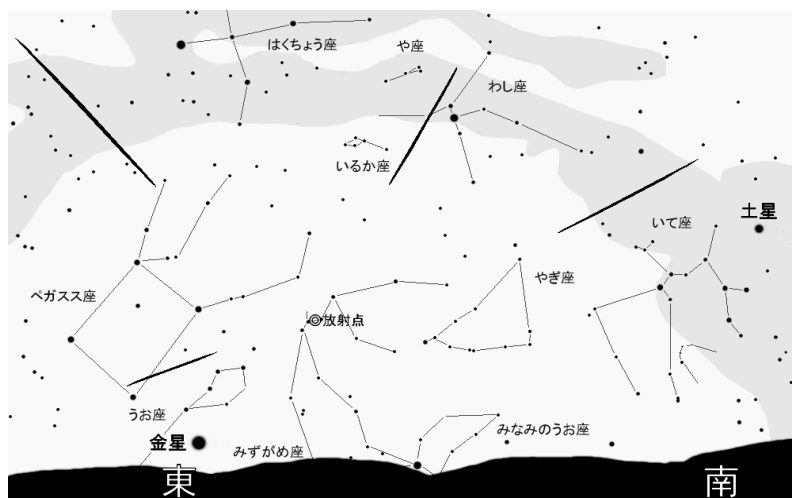 はくちょう座
や座
わし座
いるか座
土星
いて座
やぎ座
ペガスス座
放射点
うお座
みなみのうお座
金星
みずがめ座
東
南